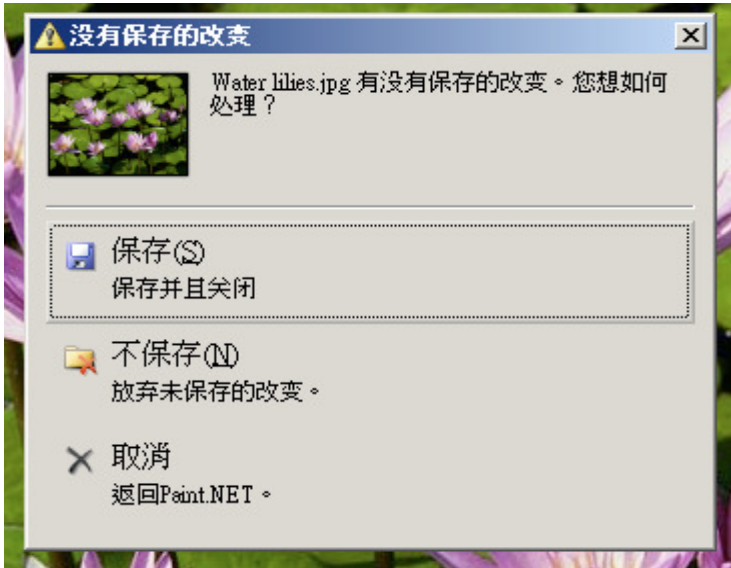 没有保存的改变
Water lilies.jpg 有没有保存的改变。您想如何
处理？
保存(S)
保存并且关闭
不保存(N)
放弃未保存的改变。
取消
返回Paint.NET。